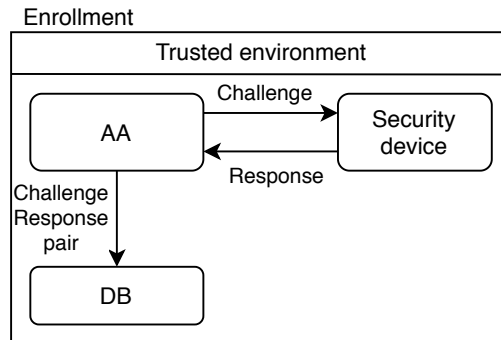 Enrollment
Trusted environment
Challenge
AA
Security
device
Response
Challenge
Response
pair
DB